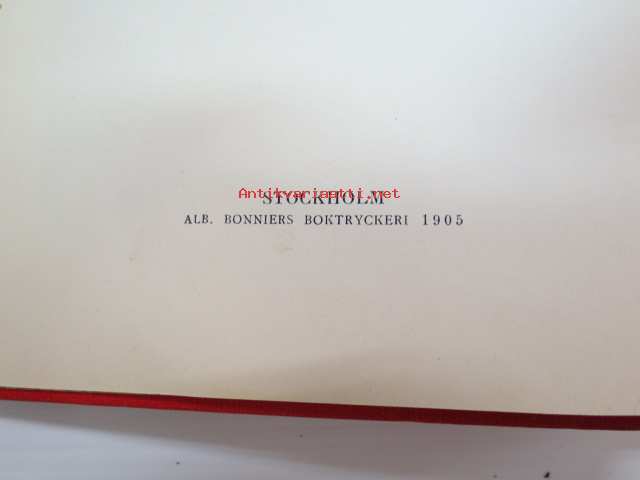 Antikvariaatti.net
STOCKHOLM
ALB. BONNIERS BOKTRYCKERI 1905